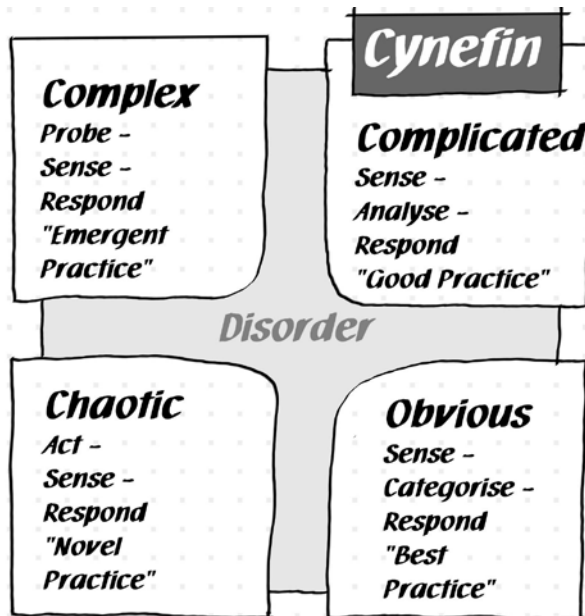 Cynefin
Complex
Probe –
Sense –
Respond
"Emergent
Practice"
Complicated
Sense –
Analyse –
Respond
"Good Practice"
Disorder
Chaotic
Act –
Sense –
Respond
"Novel
Practice"
Obvious
Sense –
Categorise –
Respond
"Best
Practice"